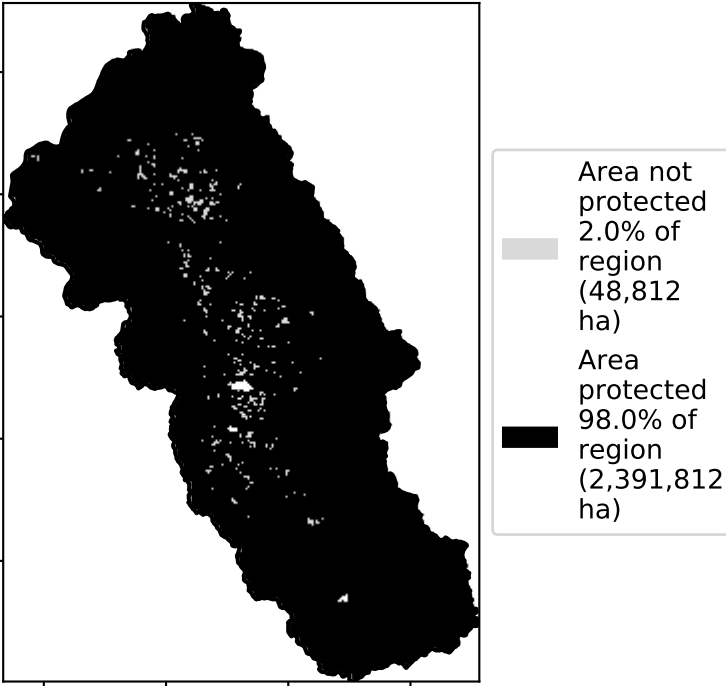 Area not
protected
2.0% of
region
(48,812
ha)
Area
protected
98.0% of
region
(2,391,812
ha)